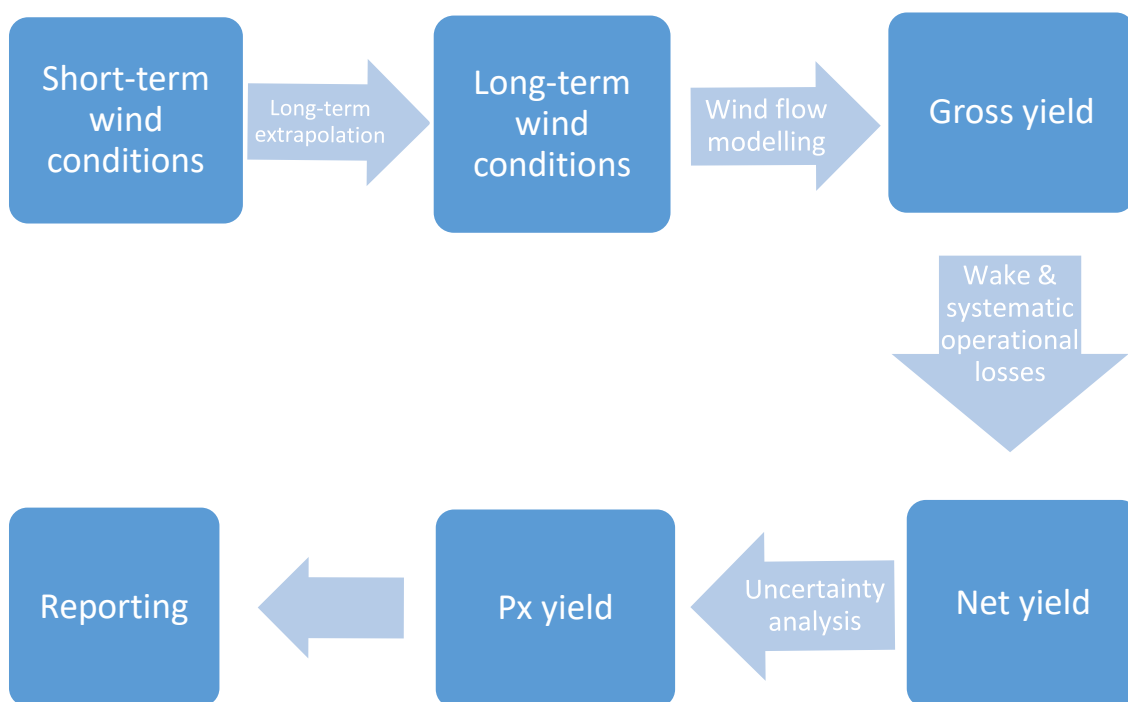 Short-term
wind
conditions
Long-term
extrapolation
Long-term
wind
conditions
Wind flow
modelling
Gross yield
Wake &
systematic
operational
losses
Net yield
Uncertainty
analysis
Px yield
Reporting